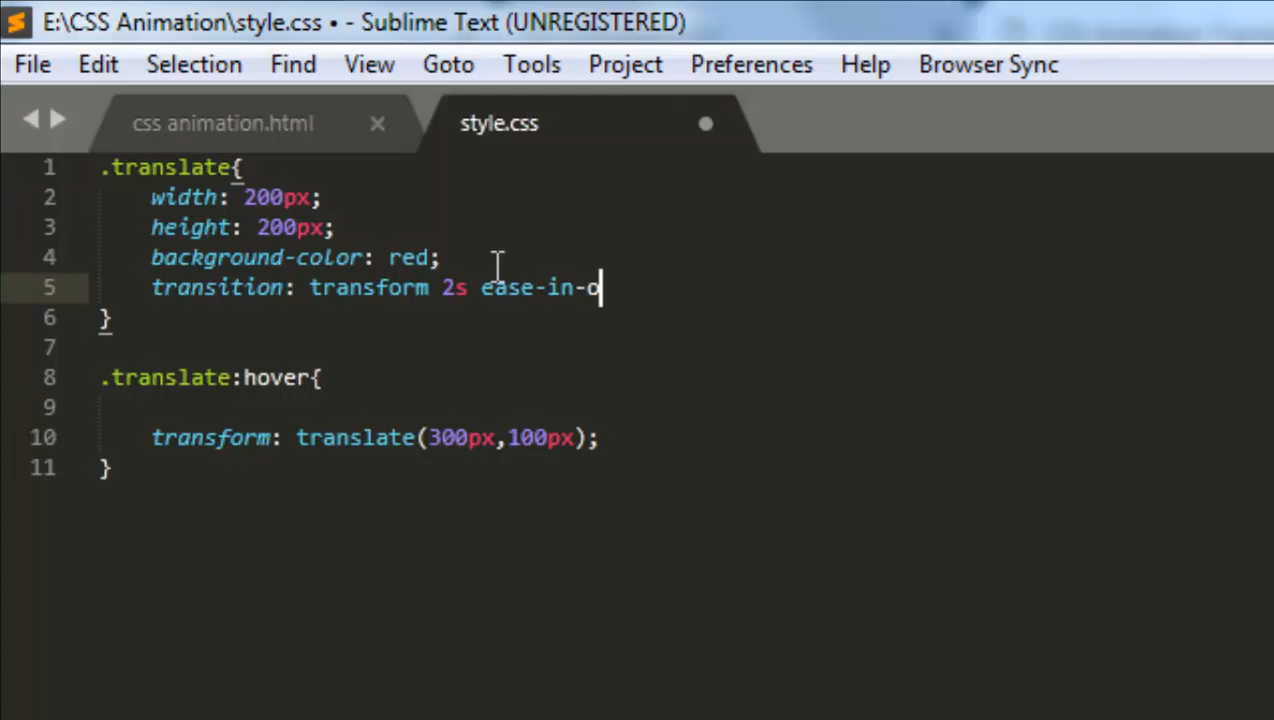 E:\CSS Animation\style.css • - Sublime Text (UNREGISTERED)
File Edit Selection Find View Goto Tools Project Preferences Help Browser Sync
css animation.html style.css
1 .translate{
2 width: 200px;
3 height: 200px;
4 background-color: red;
5 transition: transform 2s ease-in-o
6 }
7
8 .translate:hover{
9
10 transform: translate(300px,100px);
11 }